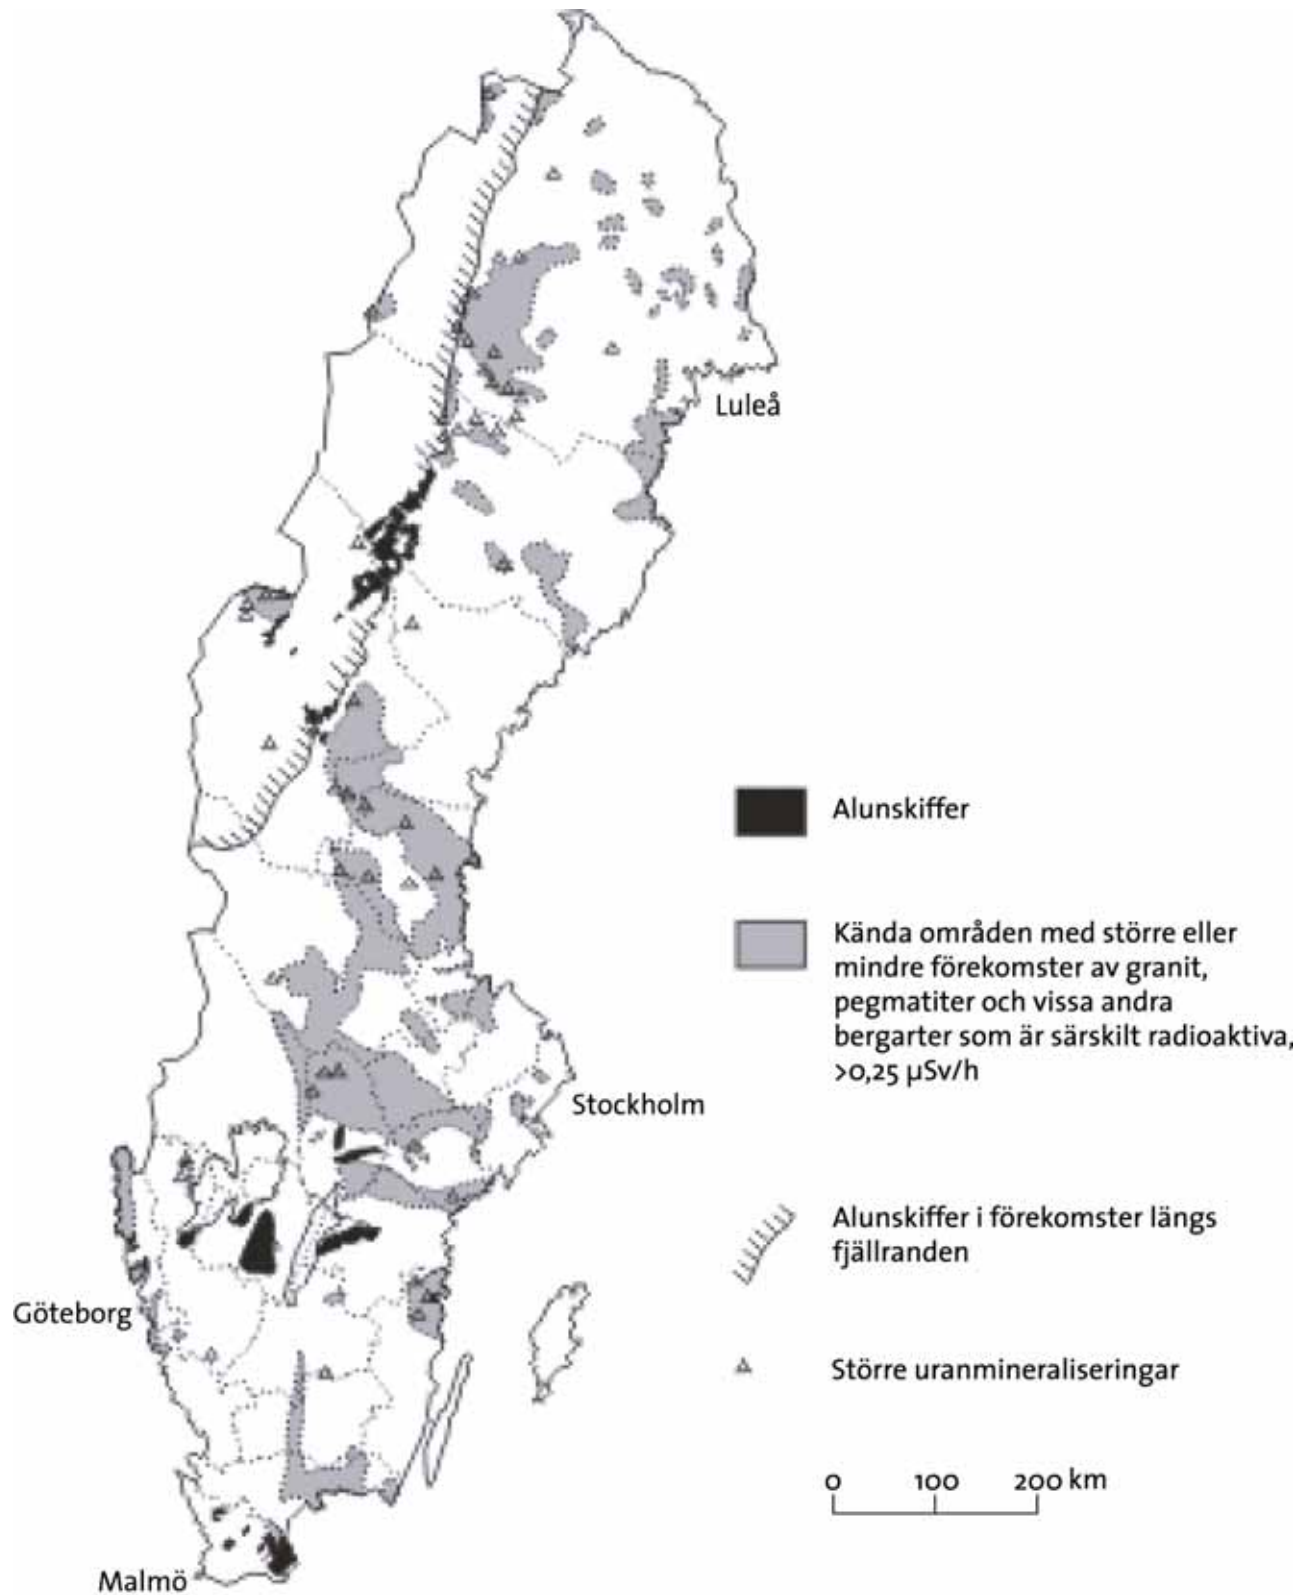 Luleå
Alunskiffer
Kända områden med större eller
mindre förekomster av granit,
pegmatiter och vissa andra
bergarter som är särskilt radioaktiva,
>0,25 µSv/h
Stockholm
Alunskiffer i förekomster längs
fjällranden
Göteborg
Större uranmineraliseringar
0 100 200 km
Malmö